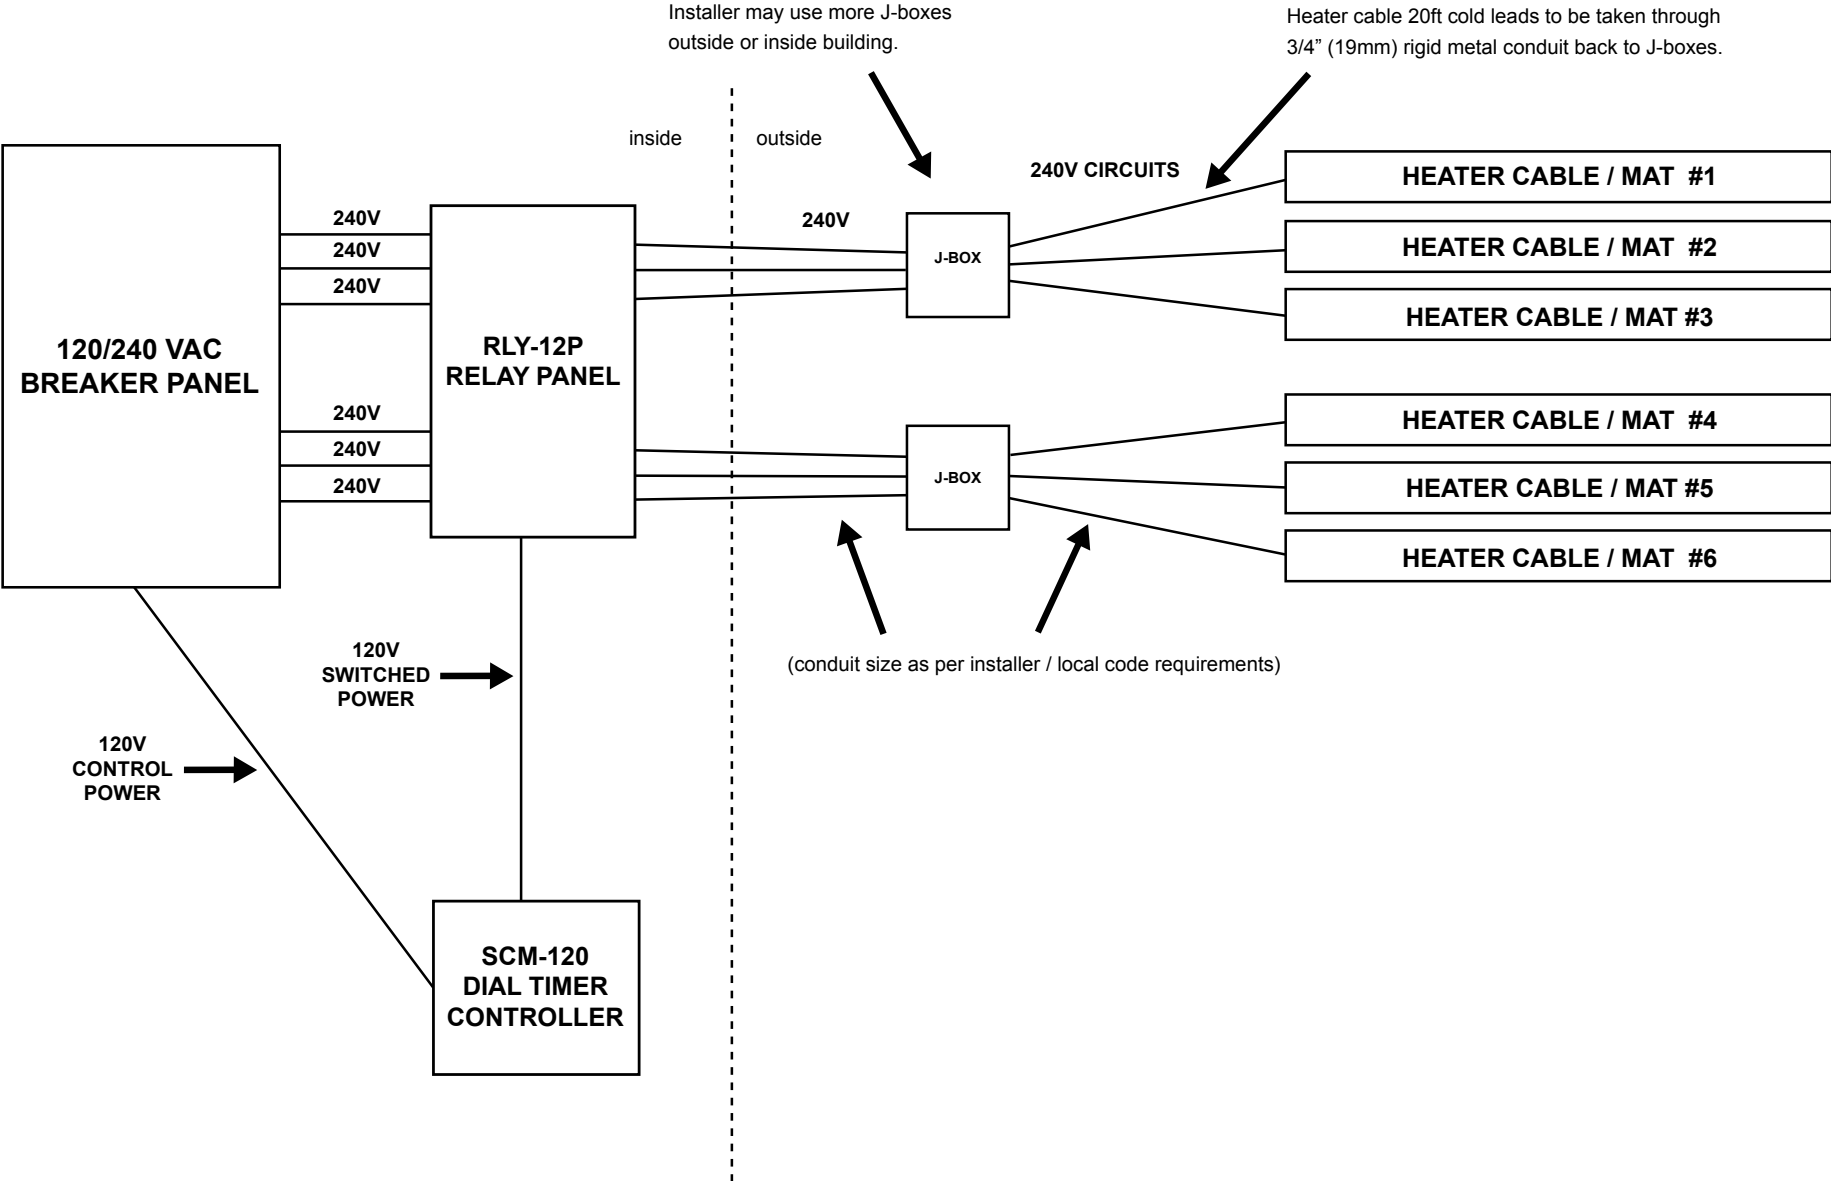 Installer may use more J-boxes
outside or inside building.
Heater cable 20ft cold leads to be taken through
3/4” (19mm) rigid metal conduit back to J-boxes.
inside
outside
240V CIRCUITS
120/240 VAC
BREAKER PANEL
240V
240V
240V
240V
240V
240V
RLY-12P
RELAY PANEL
240V
J-BOX
J-BOX
HEATER CABLE / MAT #1
HEATER CABLE / MAT #2
HEATER CABLE / MAT #3
HEATER CABLE / MAT #4
HEATER CABLE / MAT #5
HEATER CABLE / MAT #6
(conduit size as per installer / local code requirements)
120V
SWITCHED
POWER
120V
CONTROL
POWER
SCM-120
DIAL TIMER
CONTROLLER